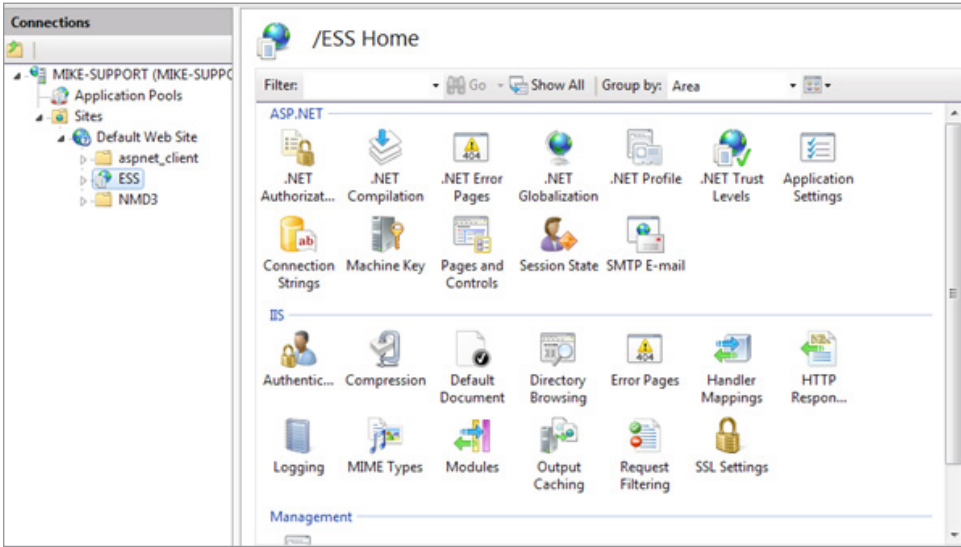 Connections
MIKE-SUPPORT (MIKE-SUPPC
Application Pools
Sites
Default Web Site
aspnet_client
ESS
NMD3
/ESS Home
Filter: Go Show All Group by: Area
ASP.NET
.NET Authorizat...
.NET Compilation
.NET Error Pages
.NET Globalization
.NET Profile
.NET Trust Levels
Application Settings
Connection Strings
Machine Key
Pages and Controls
Session State
SMTP E-mail
IIS
Authentic...
Compression
Default Document
Directory Browsing
Error Pages
Handler Mappings
HTTP Respon...
Logging
MIME Types
Modules
Output Caching
Request Filtering
SSL Settings
Management